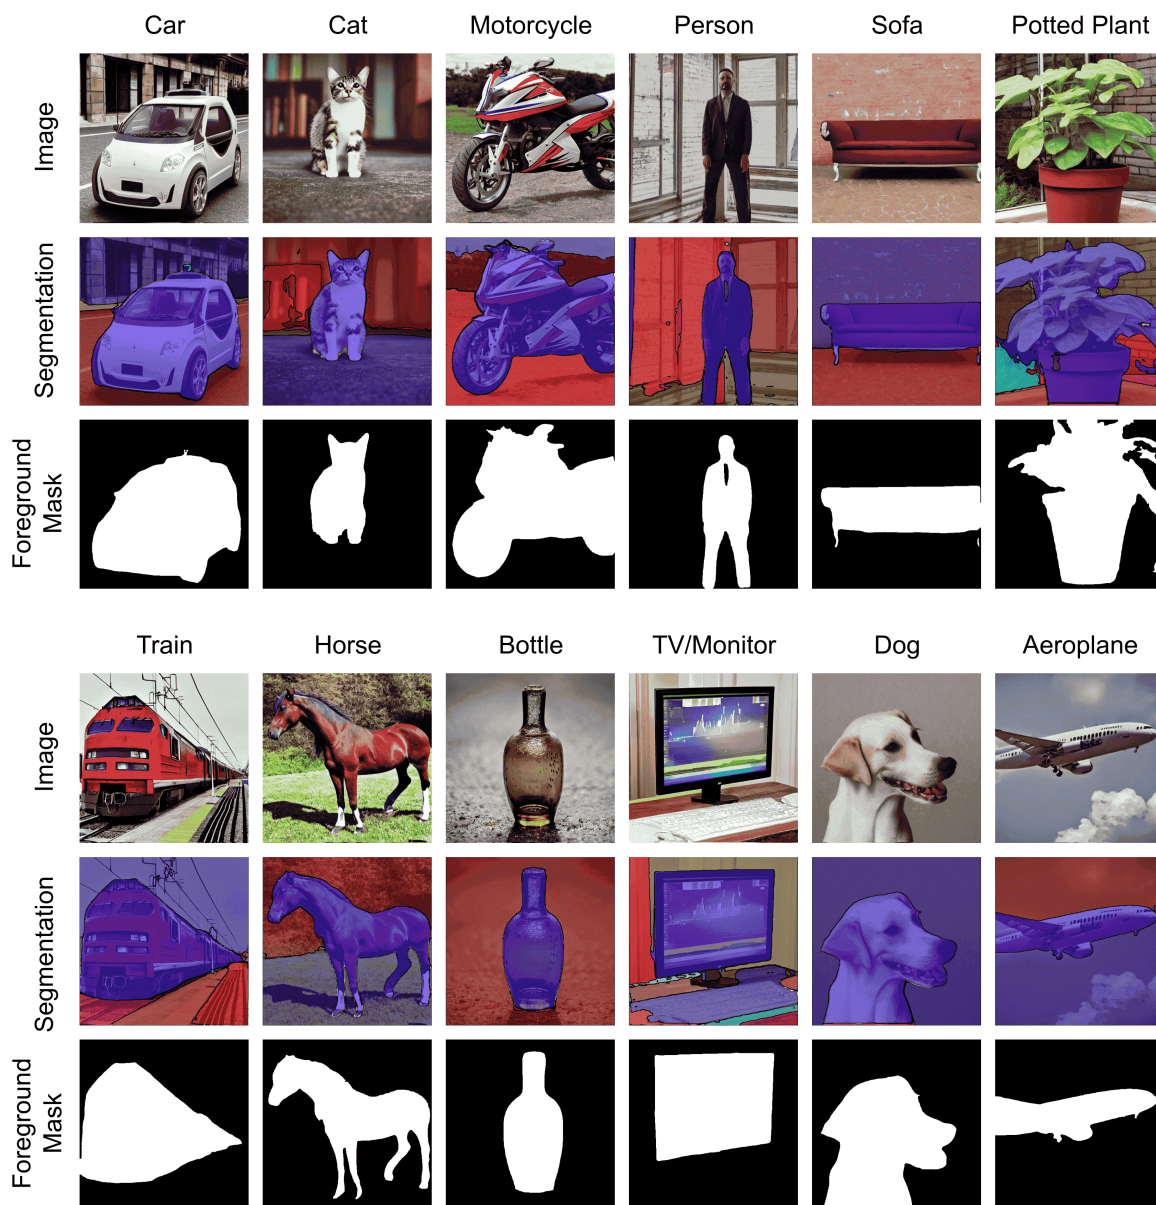 Car Cat Motorcycle Person Sofa Potted Plant
Image
Segmentation
Foreground
Mask
Train Horse Bottle TV/Monitor Dog Aeroplane
Image
Segmentation
Foreground
Mask